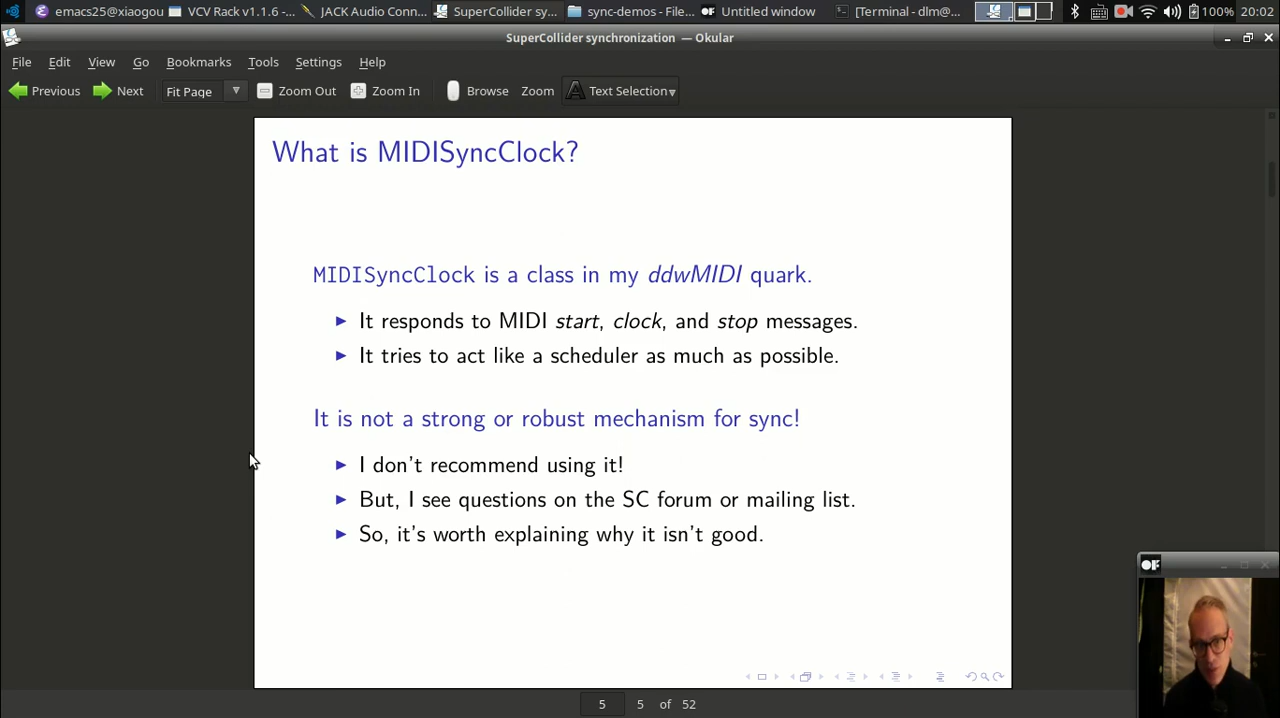 emacs25@xiaogou
VCV Rack v1.1.6 -...
JACK Audio Conn...
SuperCollider sy...
sync-demos - File...
Untitled window
[Terminal - dlm@...
100%
20:02
SuperCollider synchronization — Okular
File Edit View Go Bookmarks Tools Settings Help
Previous Next Fit Page Zoom Out Zoom In Browse Zoom Text Selection
What is MIDISyncClock?
MIDISyncClock is a class in my ddwMIDI quark.
It responds to MIDI start, clock, and stop messages.
It tries to act like a scheduler as much as possible.
It is not a strong or robust mechanism for sync!
I don't recommend using it!
But, I see questions on the SC forum or mailing list.
So, it's worth explaining why it isn't good.
OF
5 5 of 52